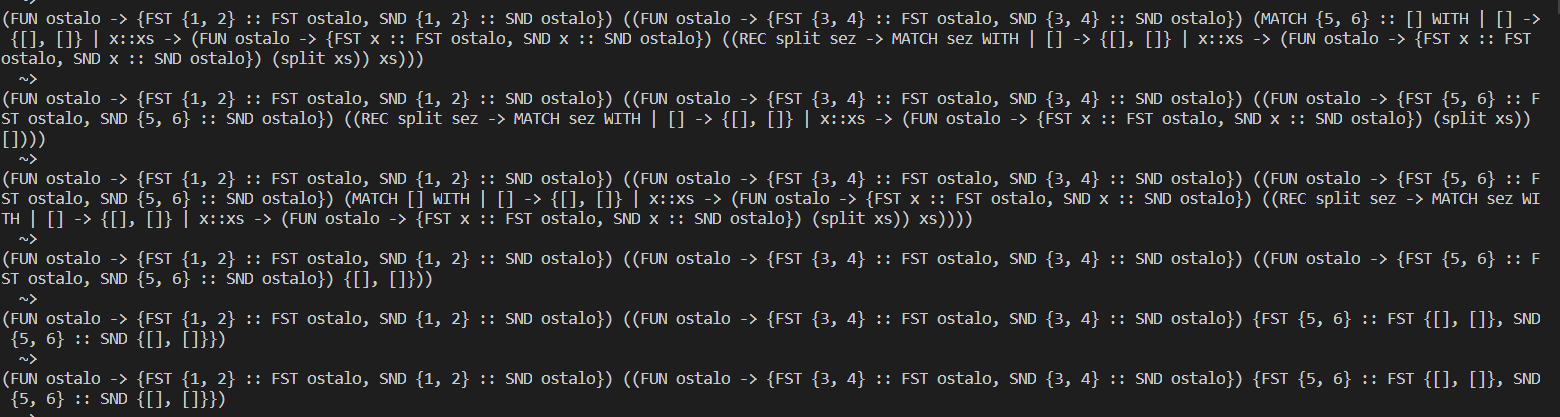 (FUN ostalo -> {FST {1, 2} :: FST ostalo, SND {1, 2} :: SND ostalo}) ((FUN ostalo -> {FST {3, 4} :: FST ostalo, SND {3, 4} :: SND ostalo}) (MATCH {5, 6} :: [] WITH | [] ->
{[], []} | x::xs -> (FUN ostalo -> {FST x :: FST ostalo, SND x :: SND ostalo}) ((REC split sez -> MATCH sez WITH | [] -> {[], []} | x::xs -> (FUN ostalo -> {FST x :: FST
ostalo, SND x :: SND ostalo}) (split xs)) xs)))
~>
(FUN ostalo -> {FST {1, 2} :: FST ostalo, SND {1, 2} :: SND ostalo}) ((FUN ostalo -> {FST {3, 4} :: FST ostalo, SND {3, 4} :: SND ostalo}) ((FUN ostalo -> {FST {5, 6} :: F
ST ostalo, SND {5, 6} :: SND ostalo}) ((REC split sez -> MATCH sez WITH | [] -> {[], []} | x::xs -> (FUN ostalo -> {FST x :: FST ostalo, SND x :: SND ostalo}) (split xs))
[])))
~>
(FUN ostalo -> {FST {1, 2} :: FST ostalo, SND {1, 2} :: SND ostalo}) ((FUN ostalo -> {FST {3, 4} :: FST ostalo, SND {3, 4} :: SND ostalo}) ((FUN ostalo -> {FST {5, 6} :: F
ST ostalo, SND {5, 6} :: SND ostalo}) (MATCH [] WITH | [] -> {[], []} | x::xs -> (FUN ostalo -> {FST x :: FST ostalo, SND x :: SND ostalo}) ((REC split sez -> MATCH sez WI
TH | [] -> {[], []} | x::xs -> (FUN ostalo -> {FST x :: FST ostalo, SND x :: SND ostalo}) (split xs)) xs))))
~>
(FUN ostalo -> {FST {1, 2} :: FST ostalo, SND {1, 2} :: SND ostalo}) ((FUN ostalo -> {FST {3, 4} :: FST ostalo, SND {3, 4} :: SND ostalo}) ((FUN ostalo -> {FST {5, 6} :: F
ST ostalo, SND {5, 6} :: SND ostalo}) {[], []}))
~>
(FUN ostalo -> {FST {1, 2} :: FST ostalo, SND {1, 2} :: SND ostalo}) ((FUN ostalo -> {FST {3, 4} :: FST ostalo, SND {3, 4} :: SND ostalo}) {FST {5, 6} :: FST {[], []}, SND
{5, 6} :: SND {[], []}})
~>
(FUN ostalo -> {FST {1, 2} :: FST ostalo, SND {1, 2} :: SND ostalo}) ((FUN ostalo -> {FST {3, 4} :: FST ostalo, SND {3, 4} :: SND ostalo}) {FST {5, 6} :: FST {[], []}, SND
{5, 6} :: SND {[], []}})